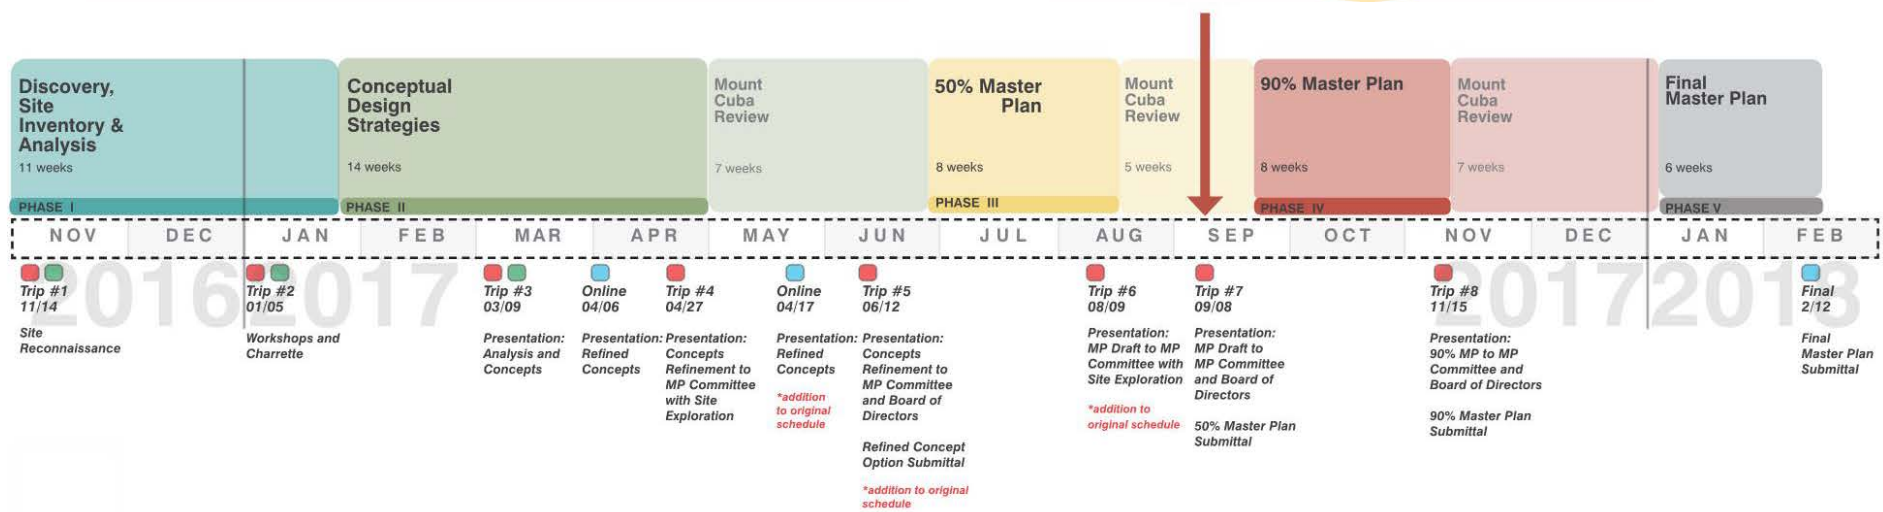 Discovery,
Site
Inventory &
Analysis
11 weeks
PHASE I
Conceptual
Design
Strategies
14 weeks
PHASE II
Mount
Cuba
Review
7 weeks
50% Master
Plan
8 weeks
PHASE III
Mount
Cuba
Review
5 weeks
90% Master Plan
8 weeks
PHASE IV
Mount
Cuba
Review
7 weeks
Final
Master Plan
6 weeks
PHASE V
NOV DEC JAN FEB MAR APR MAY JUN JUL AUG SEP OCT NOV DEC JAN FEB
2016 2017 2017 2018
Trip #1
11/14
Site
Reconnaissance
Trip #2
01/05
Workshops and
Charrette
Trip #3
03/09
Presentation:
Analysis and
Concepts
Online
04/06
Presentation:
Refined
Concepts
Trip #4
04/27
Presentation:
Concepts
Refinement to
MP Committee
with Site
Exploration
Online
04/17
Presentation:
Refined
Concepts
*addition
to original
schedule
Trip #5
06/12
Presentation:
Concepts
Refinement to
MP Committee
and Board of
Directors
Refined Concept
Option Submittal
*addition to original
schedule
Trip #6
08/09
Presentation:
MP Draft to MP
Committee with
Site Exploration
*addition to
original schedule
Trip #7
09/08
Presentation:
MP Draft to
MP Committee
and Board of
Directors
50% Master Plan
Submittal
Trip #8
11/15
Presentation:
90% MP to MP
Committee and
Board of Directors
90% Master Plan
Submittal
Final
2/12
Final
Master Plan
Submittal